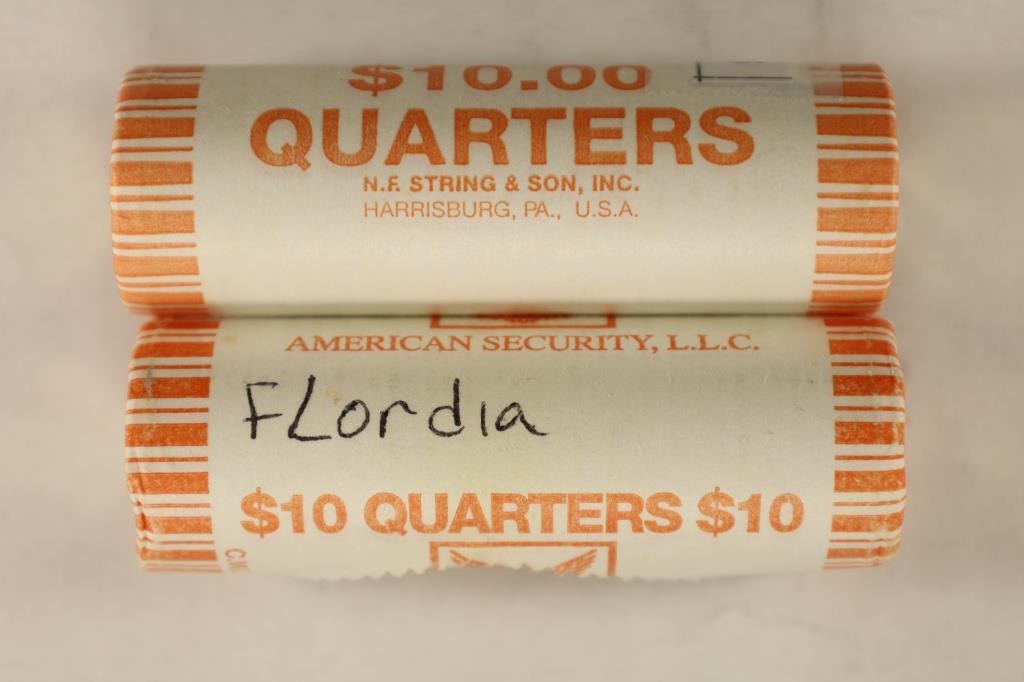 $10.00
QUARTERS
N.F. STRING & SON, INC.
HARRISBURG, PA., U.S.A.
AMERICAN SECURITY, L.L.C.
FLordia
$10 QUARTERS $10